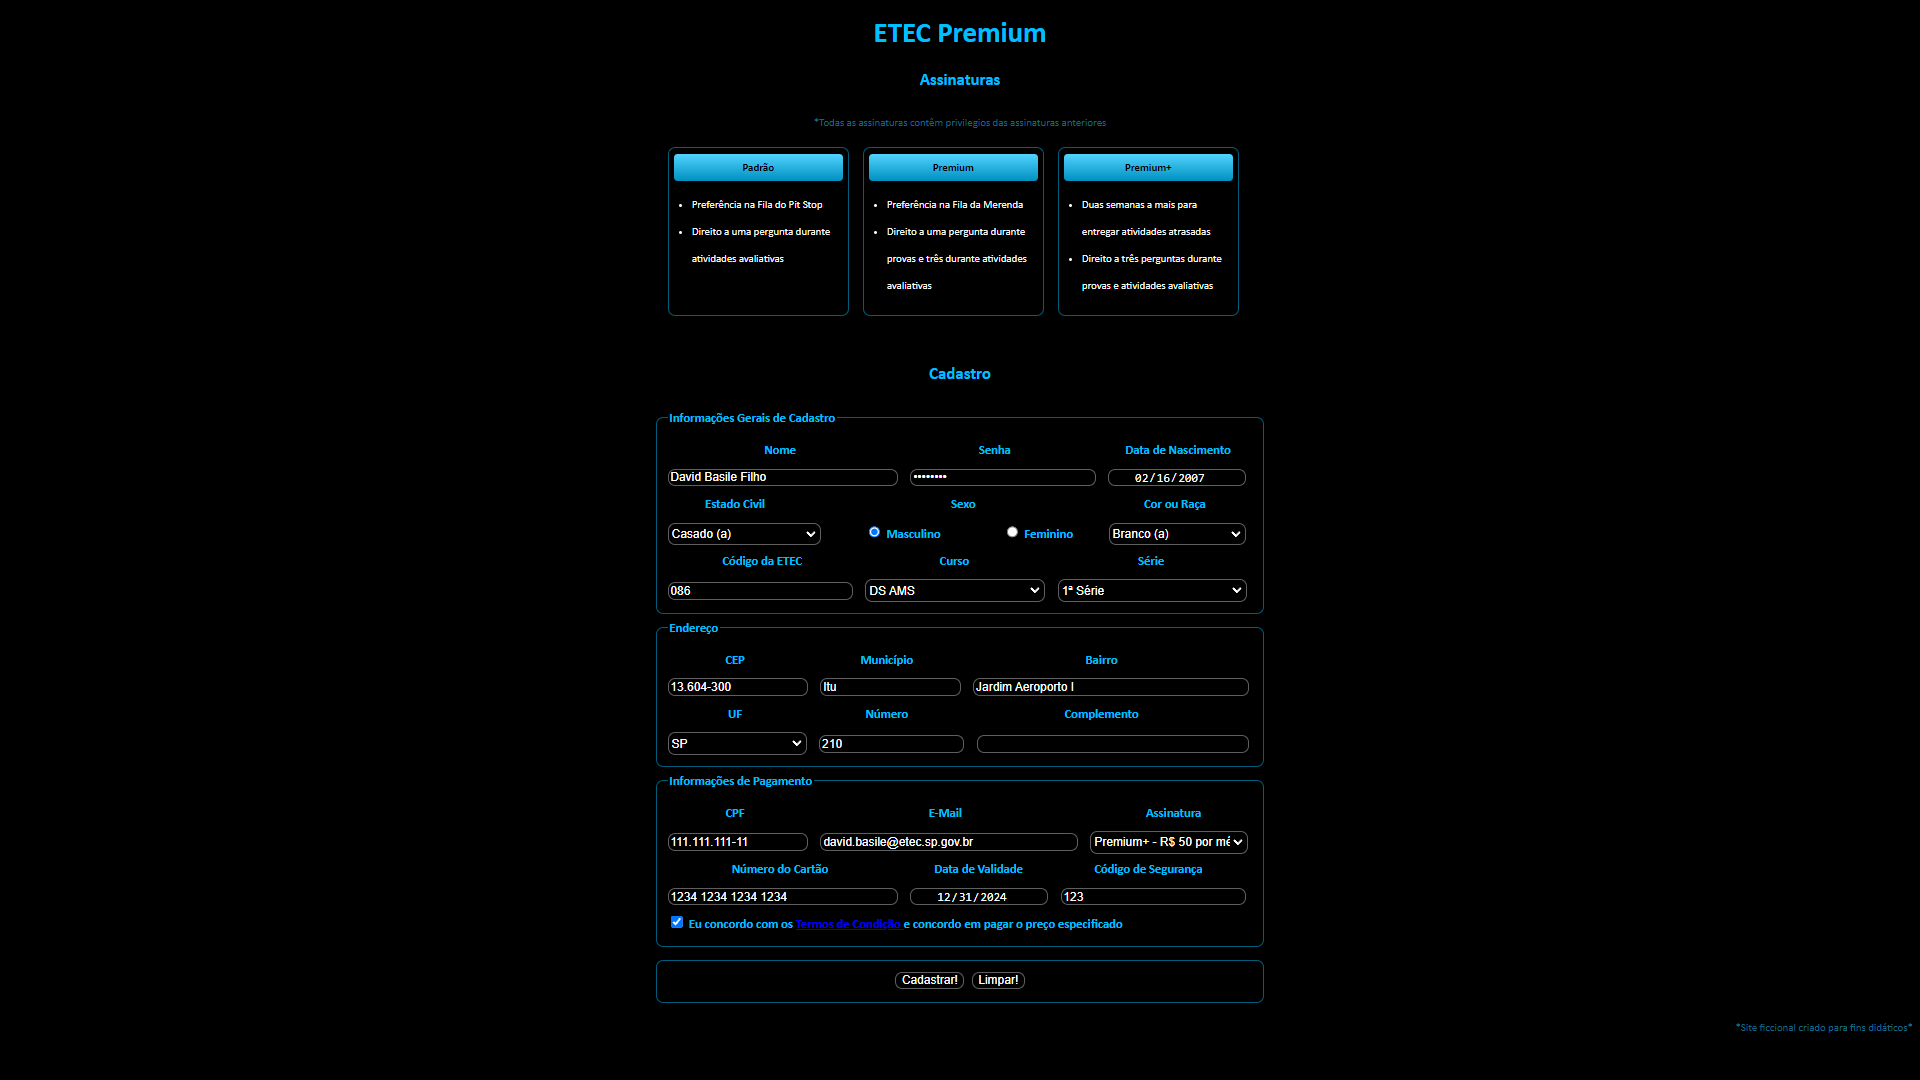 ETEC Premium
Assinaturas
*Todas as assinaturas contêm privilegios das assinaturas anteriores
Padrão
Preferência na Fila do Pit Stop
Direito a uma pergunta durante
atividades avaliativas
Premium
Preferência na Fila da Merenda
Direito a uma pergunta durante
provas e três durante atividades
avaliativas
Premium+
Duas semanas a mais para
entregar atividades atrasadas
Direito a três perguntas durante
provas e atividades avaliativas
Cadastro
Informações Gerais de Cadastro
Nome Senha Data de Nascimento
David Basile Filho •••••••• 02/16/2007
Estado Civil Sexo Cor ou Raça
Casado (a) Masculino Feminino Branco (a)
Código da ETEC Curso Série
086 DS AMS 1ª Série
Endereço
CEP Município Bairro
13.604-300 Itu Jardim Aeroporto I
UF Número Complemento
SP 210
Informações de Pagamento
CPF E-Mail Assinatura
111.111.111-11 david.basile@etec.sp.gov.br Premium+ - R$ 50 por mê
Número do Cartão Data de Validade Código de Segurança
1234 1234 1234 1234 12/31/2024 123
Eu concordo com os Termos de Condição e concordo em pagar o preço especificado
Cadastrar! Limpar!
*Site ficcional criado para fins didáticos*